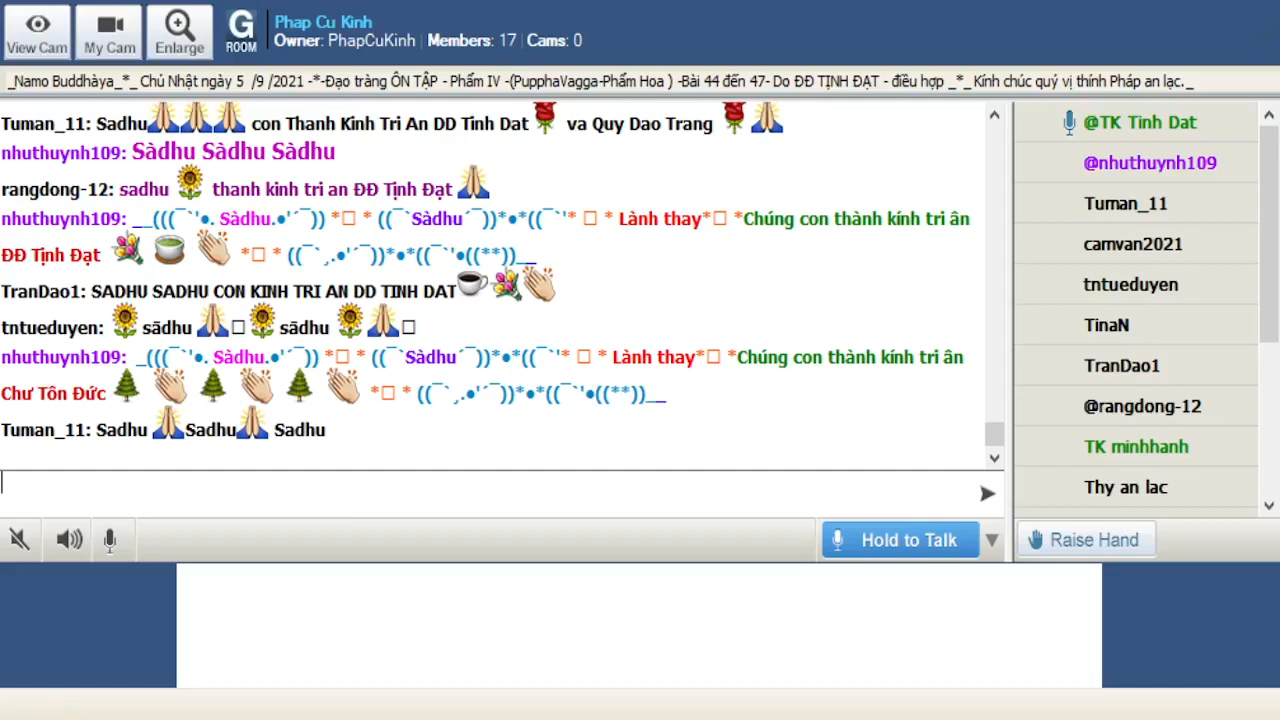 View Cam
My Cam
Enlarge
G
ROOM
Phap Cu Kinh
Owner: PhapCuKinh | Members: 17 | Cams: 0
_Namo Buddhàya_*_ Chủ Nhật ngày 5 /9 /2021 -*-Đạo tràng ÔN TẬP - Phẩm IV -(PupphaVagga-Phẩm Hoa ) -Bài 44 đến 47- Do ĐĐ TỊNH ĐẠT - điều hợp _*_Kính chúc quý vị thính Pháp an lạc._
Tuman_11: Sadhu🙏🙏🙏 con Thanh Kinh Tri An DD Tinh Dat🌹 va Quy Dao Trang 🌹🙏
nhuthuynh109: Sàdhu Sàdhu Sàdhu
rangdong-12: sadhu 🌻 thanh kinh tri an ĐĐ Tịnh Đạt 🙏
nhuthuynh109: __(((¯`'•. Sàdhu.•'´¯)) *□ * ((¯`Sàdhu´¯))*•*((¯`'* □ * Lành thay*□ *Chúng con thành kính tri ân
ĐĐ Tịnh Đạt 💐 🍵 👏 *□ * ((¯`¸.•'´¯))*•*((¯`'•((**))__
TranDao1: SADHU SADHU CON KINH TRI AN DD TINH DAT☕💐👏
tntueduyen: 🌻 sādhu 🙏□🌻 sādhu 🌻🙏□
nhuthuynh109: _(((¯`'•. Sàdhu.•'´¯)) *□ * ((¯`Sàdhu´¯))*•*((¯`'* □ * Lành thay*□ *Chúng con thành kính tri ân
Chư Tôn Đức 🌲 👏 🌲 👏 🌲 👏 *□ * ((¯`¸.•'´¯))*•*((¯`'•((**))__
Tuman_11: Sadhu 🙏Sadhu🙏 Sadhu
@TK Tinh Dat
@nhuthuynh109
Tuman_11
camvan2021
tntueduyen
TinaN
TranDao1
@rangdong-12
TK minhhanh
Thy an lac
Hold to Talk
Raise Hand